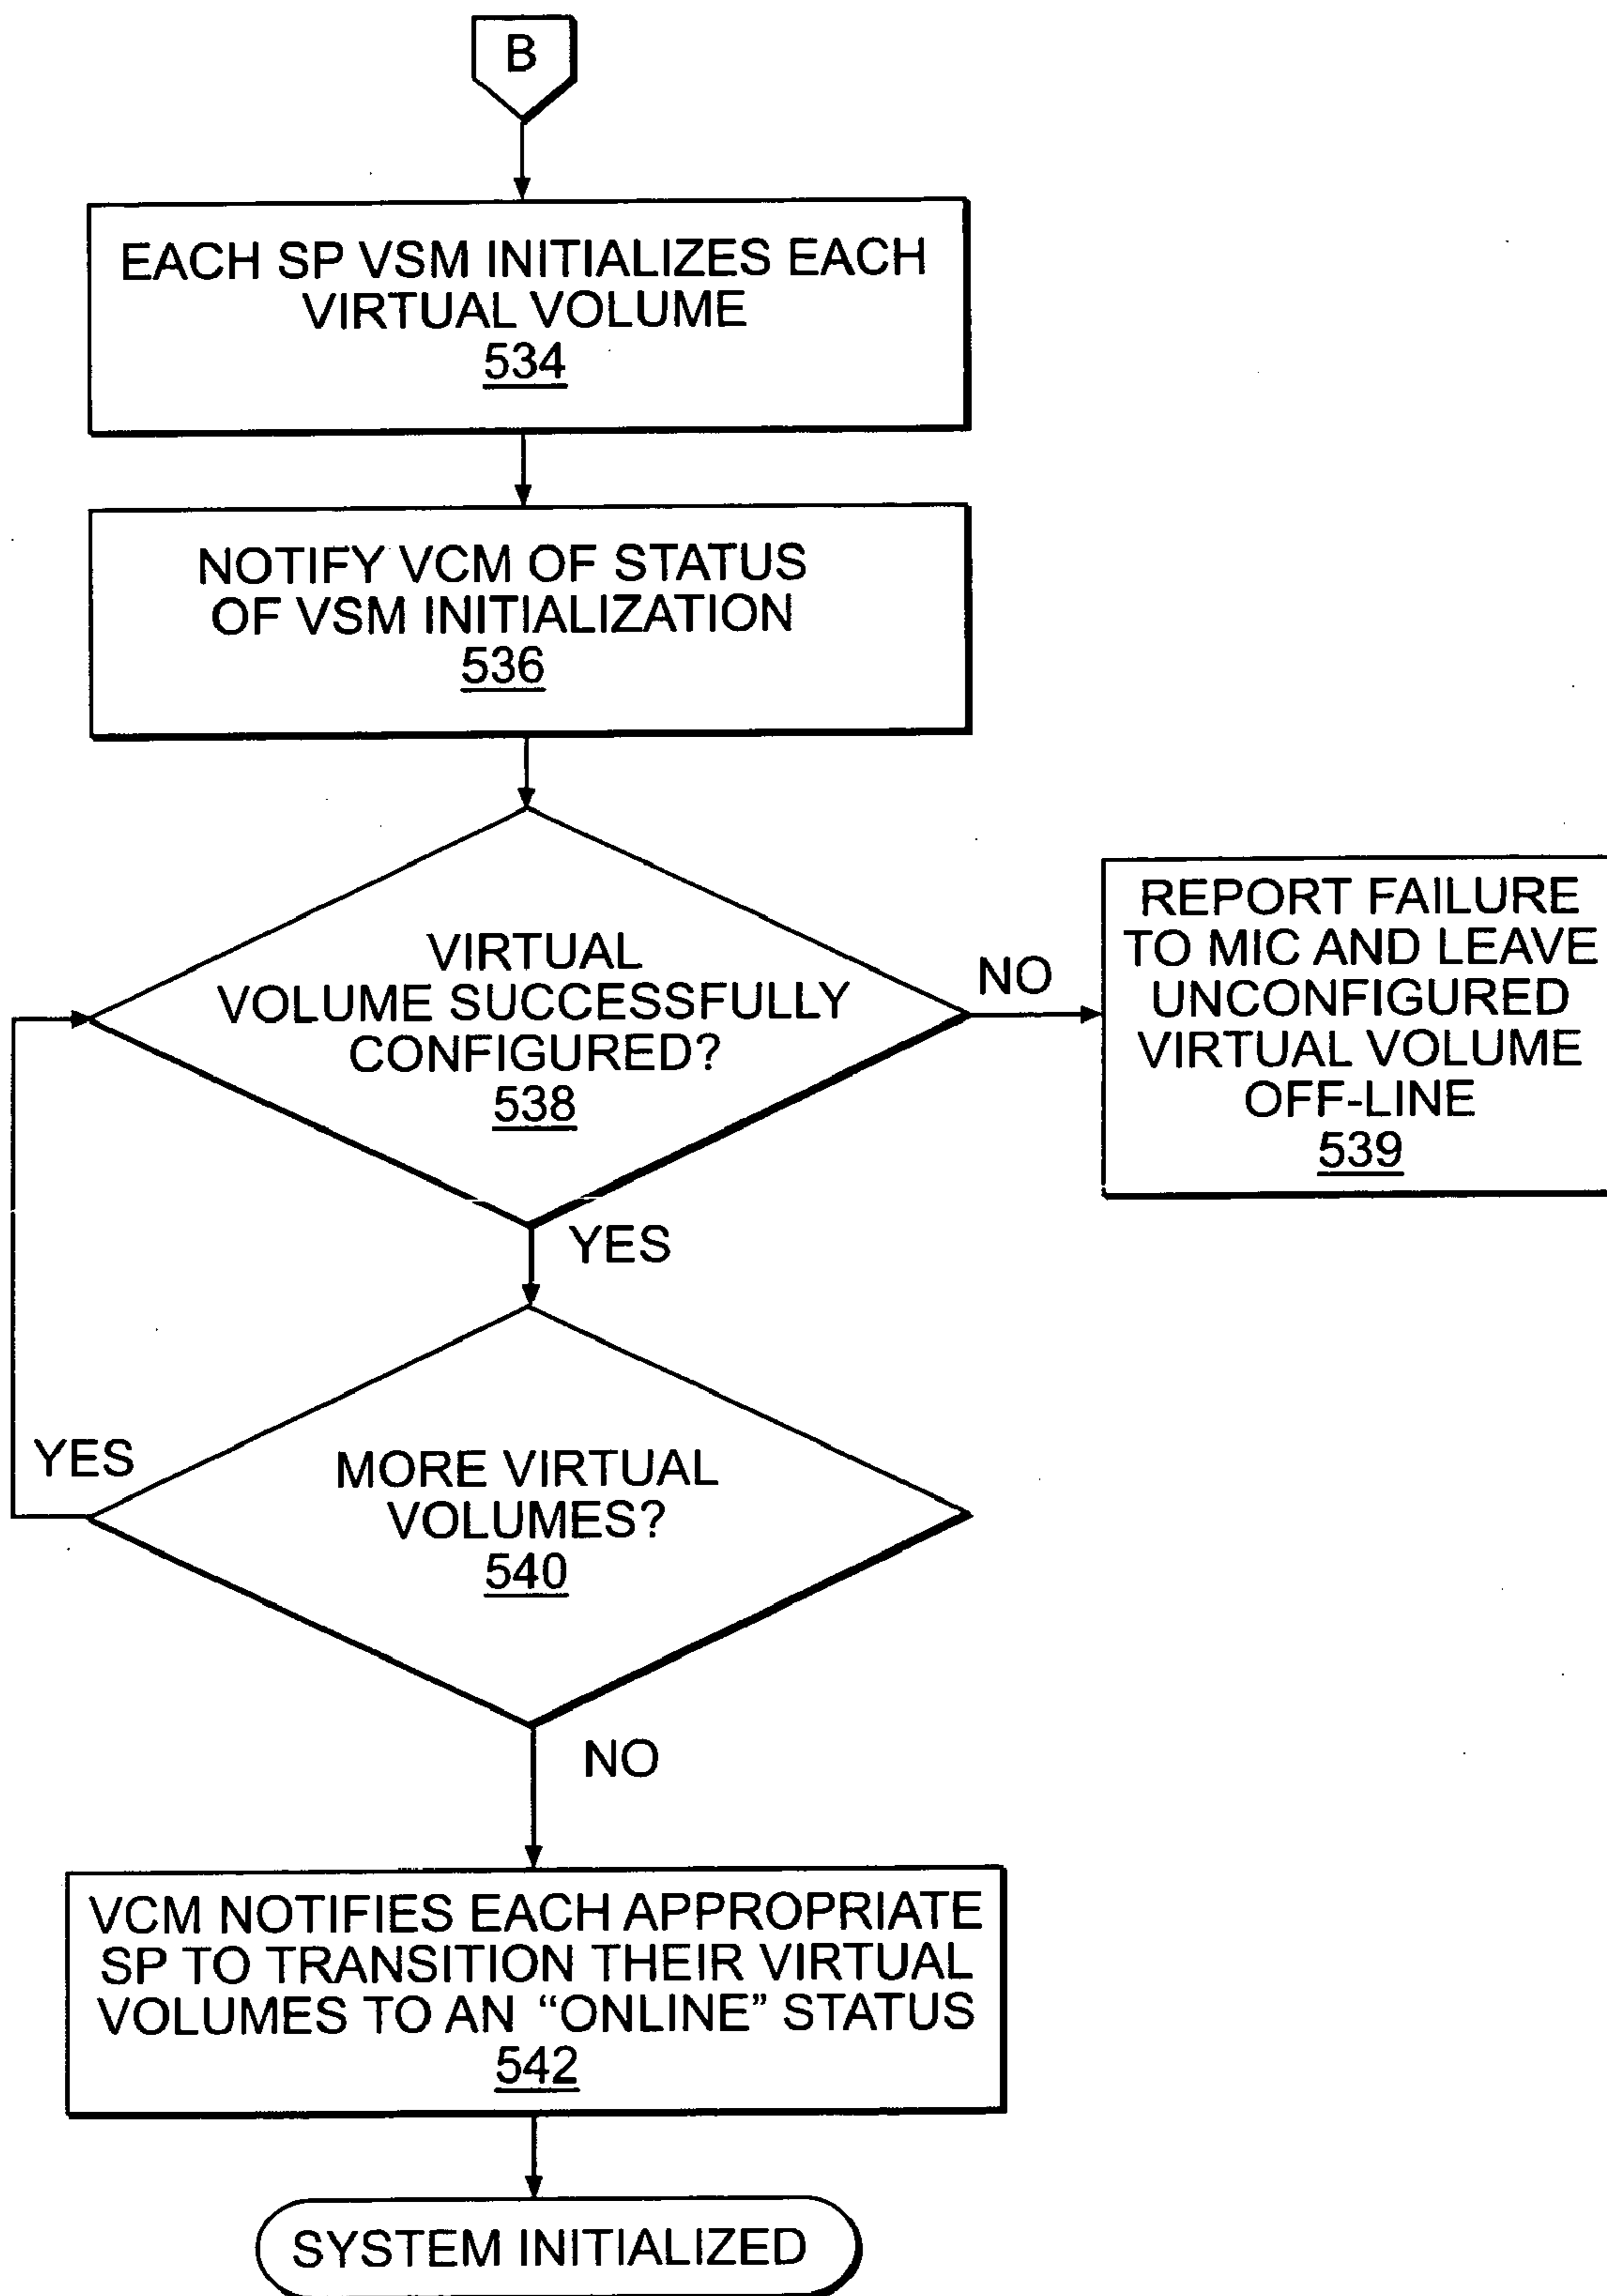 B
EACH SP VSM INITIALIZES EACH
VIRTUAL VOLUME
534
NOTIFY VCM OF STATUS
OF VSM INITIALIZATION
536
VIRTUAL
VOLUME SUCCESSFULLY
CONFIGURED?
538
NO
REPORT FAILURE
TO MIC AND LEAVE
UNCONFIGURED
VIRTUAL VOLUME
OFF-LINE
539
YES
MORE VIRTUAL
VOLUMES?
540
YES
NO
VCM NOTIFIES EACH APPROPRIATE
SP TO TRANSITION THEIR VIRTUAL
VOLUMES TO AN “ONLINE” STATUS
542
SYSTEM INITIALIZED